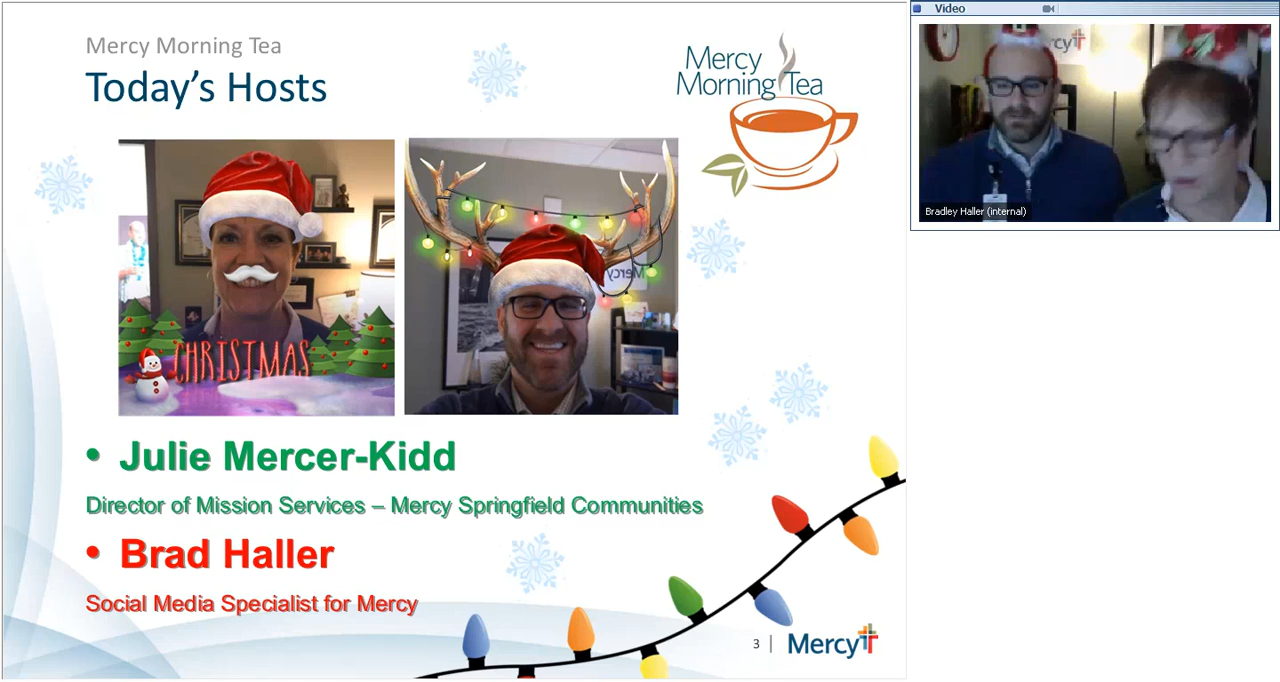 Mercy Morning Tea
Today's Hosts
Mercy
Morning Tea
CHRISTMAS
Mercy
• Julie Mercer-Kidd
Director of Mission Services – Mercy Springfield Communities
• Brad Haller
Social Media Specialist for Mercy
3 | Mercy
Video
Bradley Haller (internal)